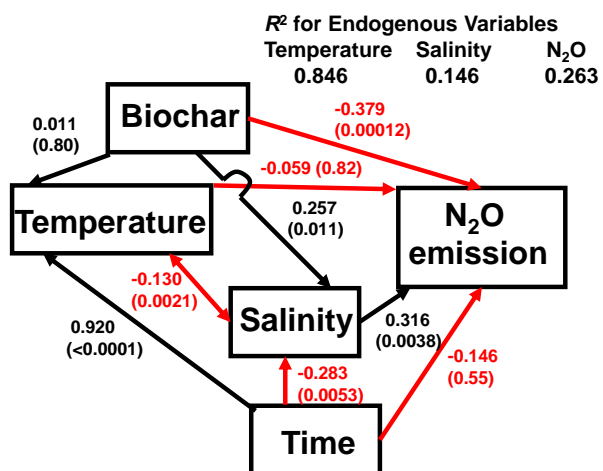 R² for Endogenous Variables
Temperature Salinity N₂O
0.846 0.146 0.263
Biochar
-0.379
(0.00012)
0.011
(0.80)
-0.059 (0.82)
Temperature
N₂O
emission
0.257
(0.011)
-0.130
(0.0021)
Salinity
0.316
(0.0038)
0.920
(<0.0001)
-0.146
(0.55)
-0.283
(0.0053)
Time